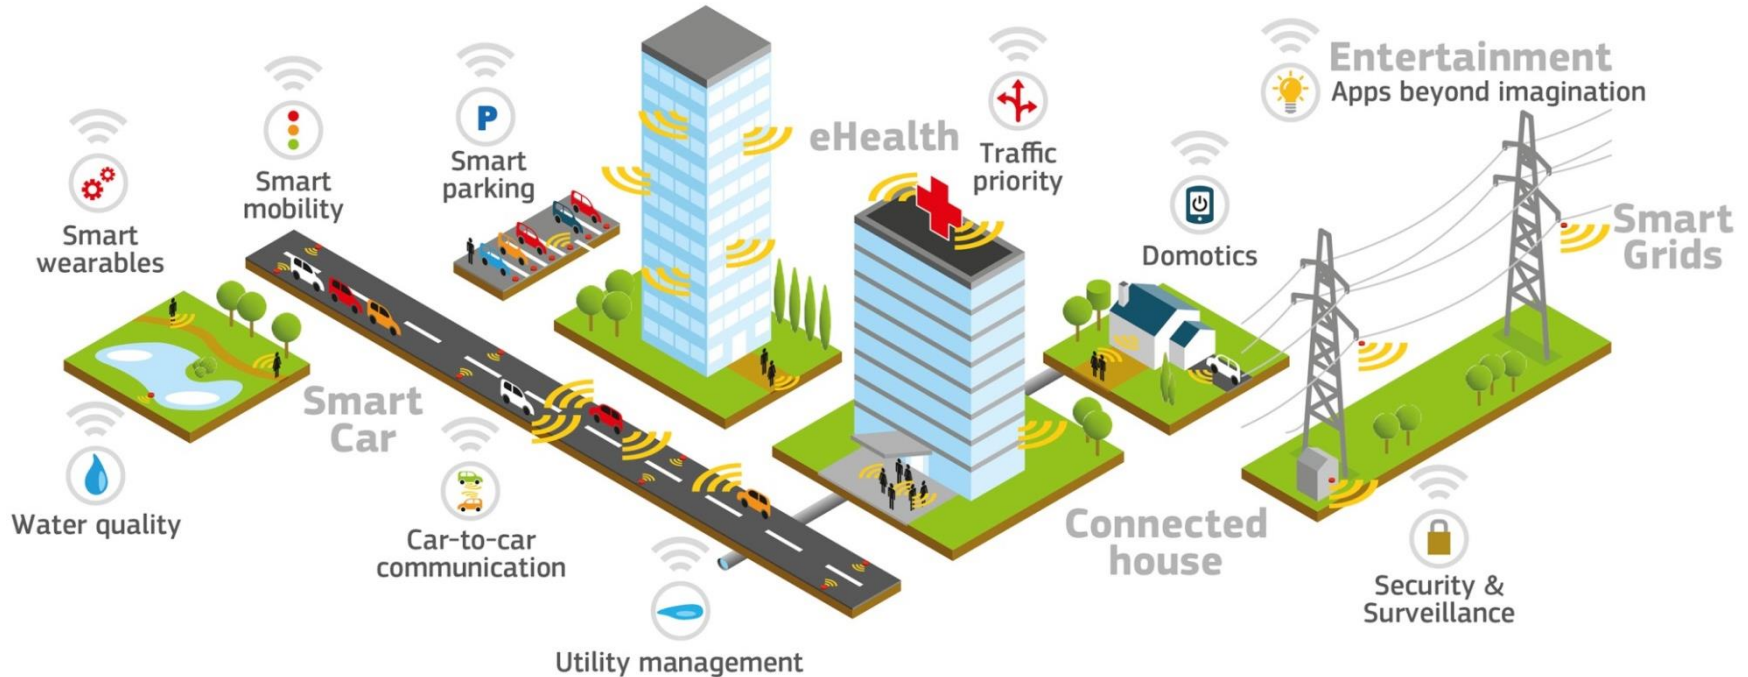 Entertainment
Apps beyond imagination
P
eHealth
Traffic
priority
Smart
parking
Smart
mobility
Smart
wearables
Domotics
Smart
Grids
Smart
Car
Water quality
Car-to-car
communication
Connected
house
Security &
Surveillance
Utility management